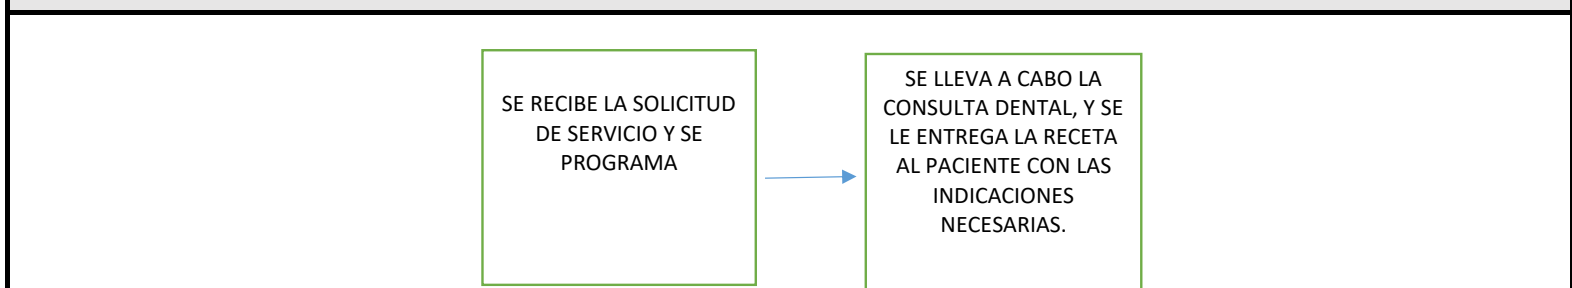 SE RECIBE LA SOLICITUD
DE SERVICIO Y SE
PROGRAMA
SE LLEVA A CABO LA
CONSULTA DENTAL, Y SE
LE ENTREGA LA RECETA
AL PACIENTE CON LAS
INDICACIONES
NECESARIAS.